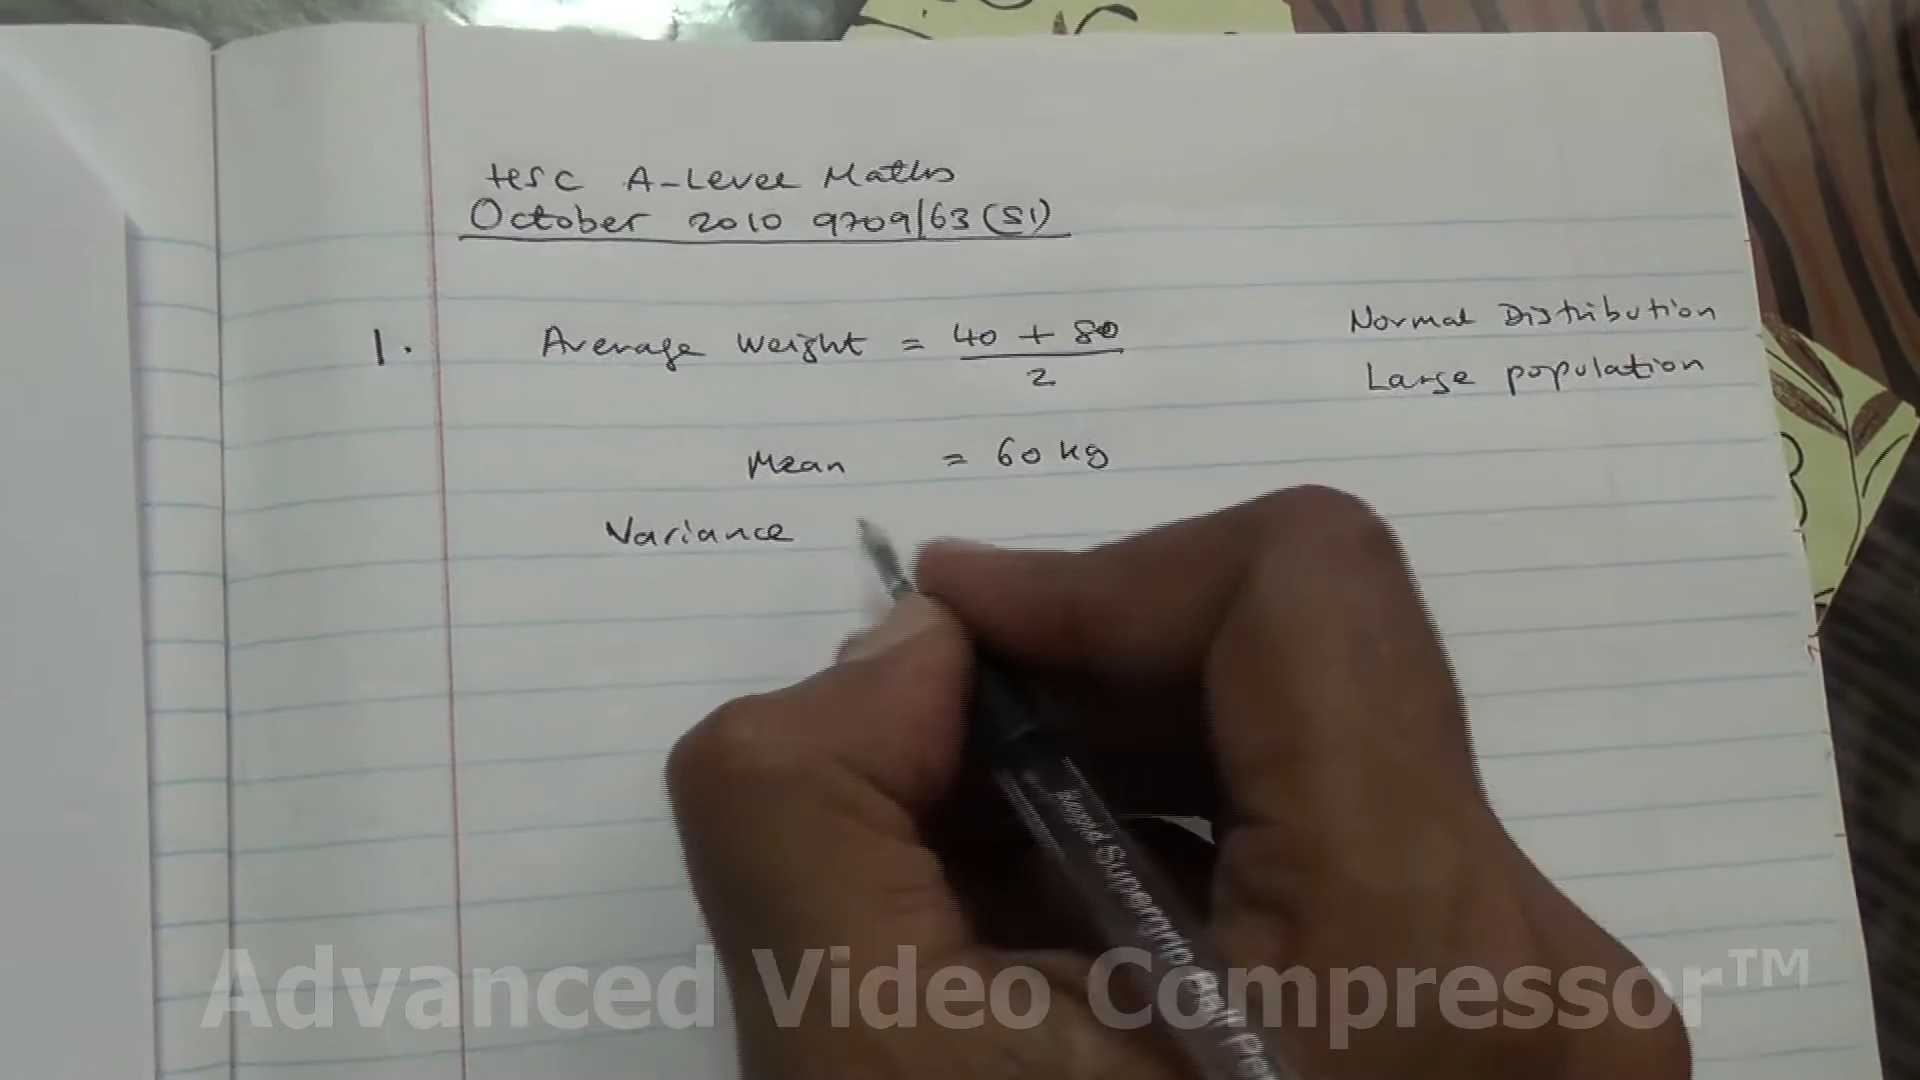 HSC A-Level Maths
October 2010 9709/63 (S1)
1. Average Weight = 40 + 80
2
Normal Distribution
Large population
Mean = 60 kg
Variance
Advanced Video Compressor™